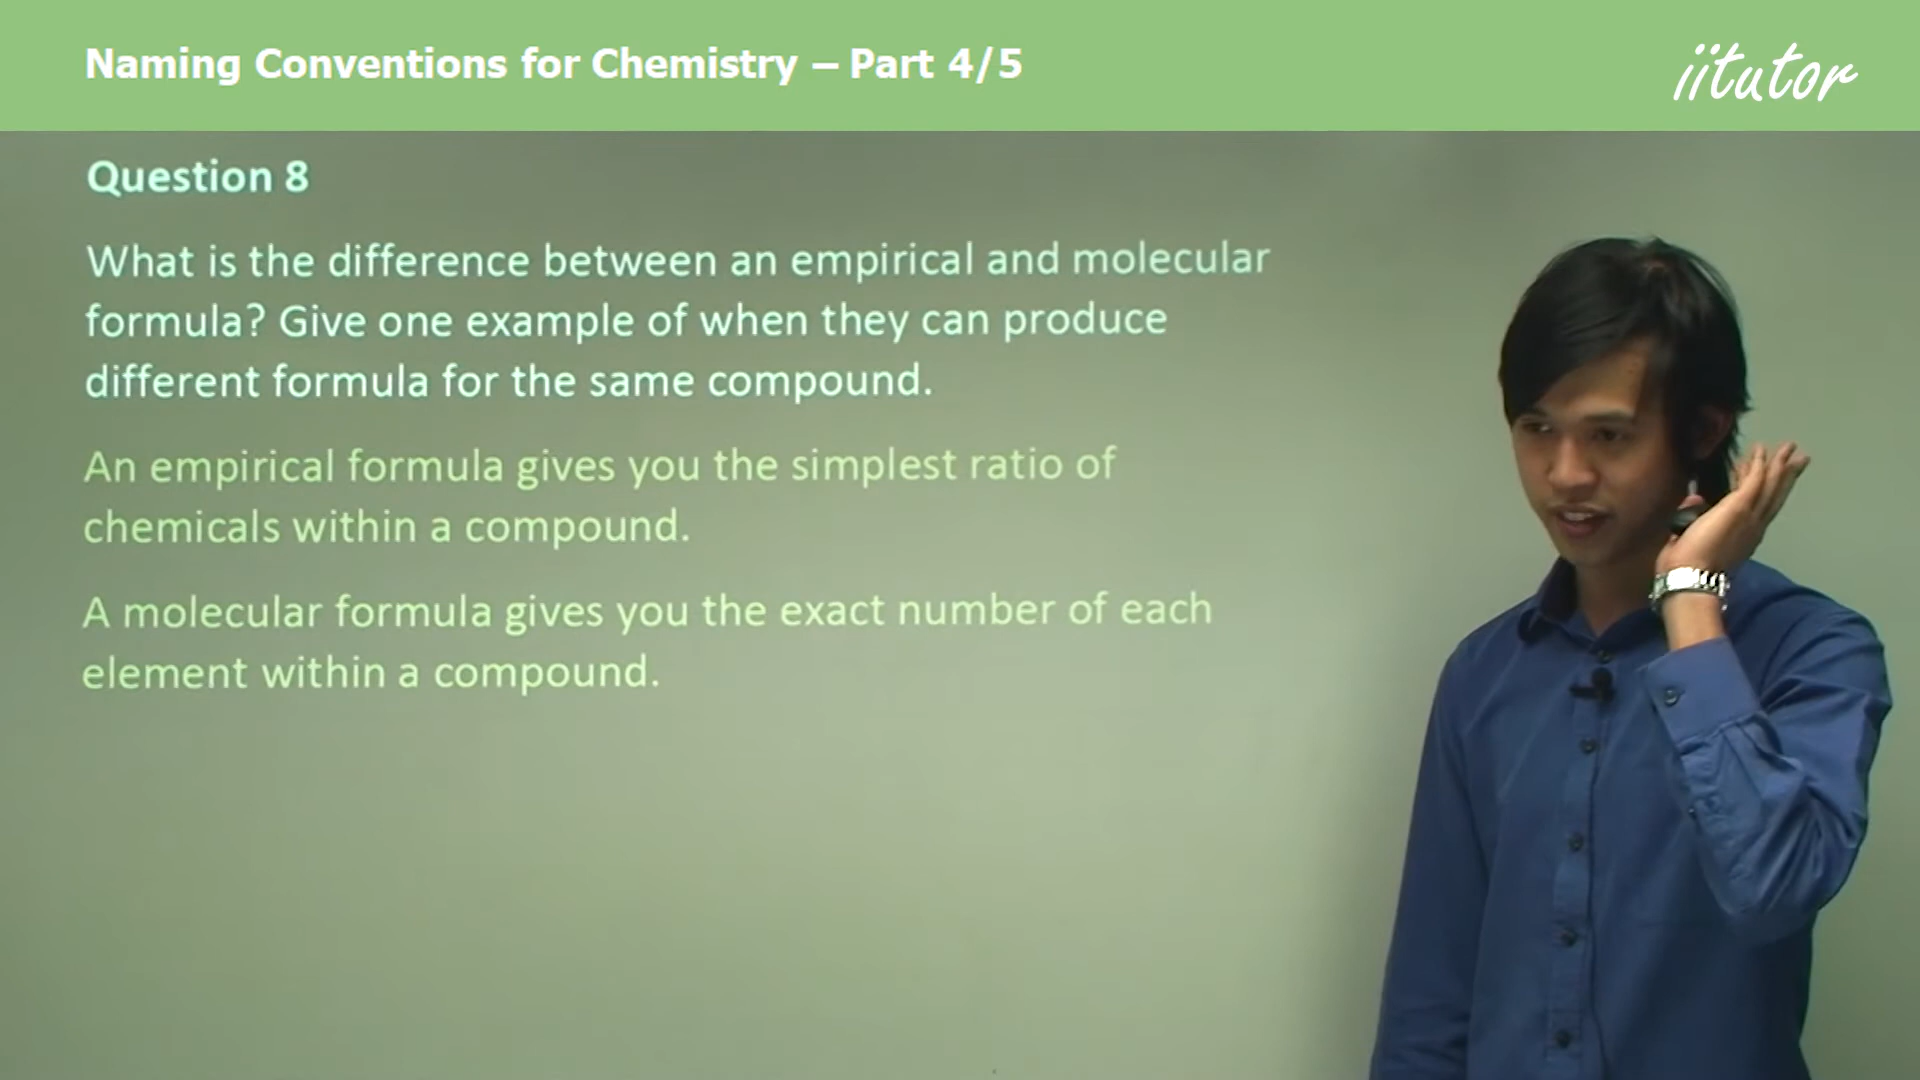 Naming Conventions for Chemistry – Part 4/5
iitutor
Question 8
What is the difference between an empirical and molecular
formula? Give one example of when they can produce
different formula for the same compound.
An empirical formula gives you the simplest ratio of
chemicals within a compound.
A molecular formula gives you the exact number of each
element within a compound.